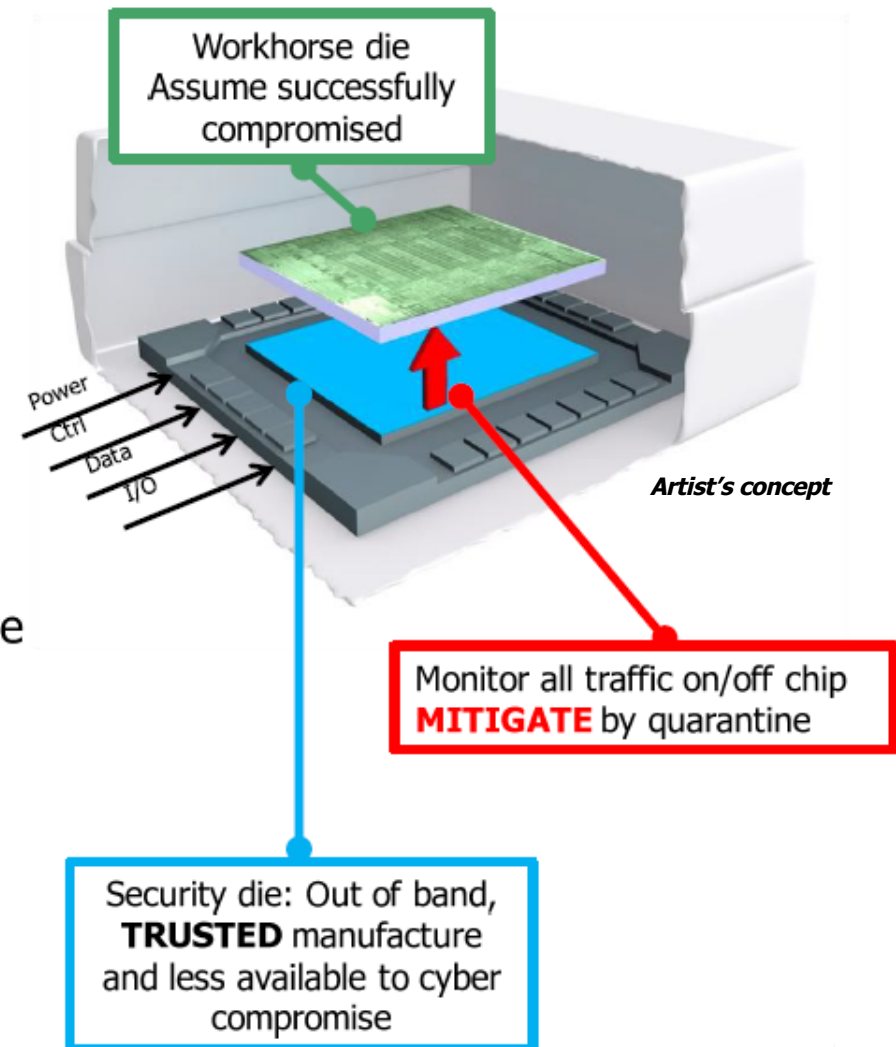 Workhorse die
Assume successfully
compromised
Power
Ctrl
Data
I/O
Artist's concept
e
Monitor all traffic on/off chip
MITIGATE by quarantine
Security die: Out of band,
TRUSTED manufacture
and less available to cyber
compromise